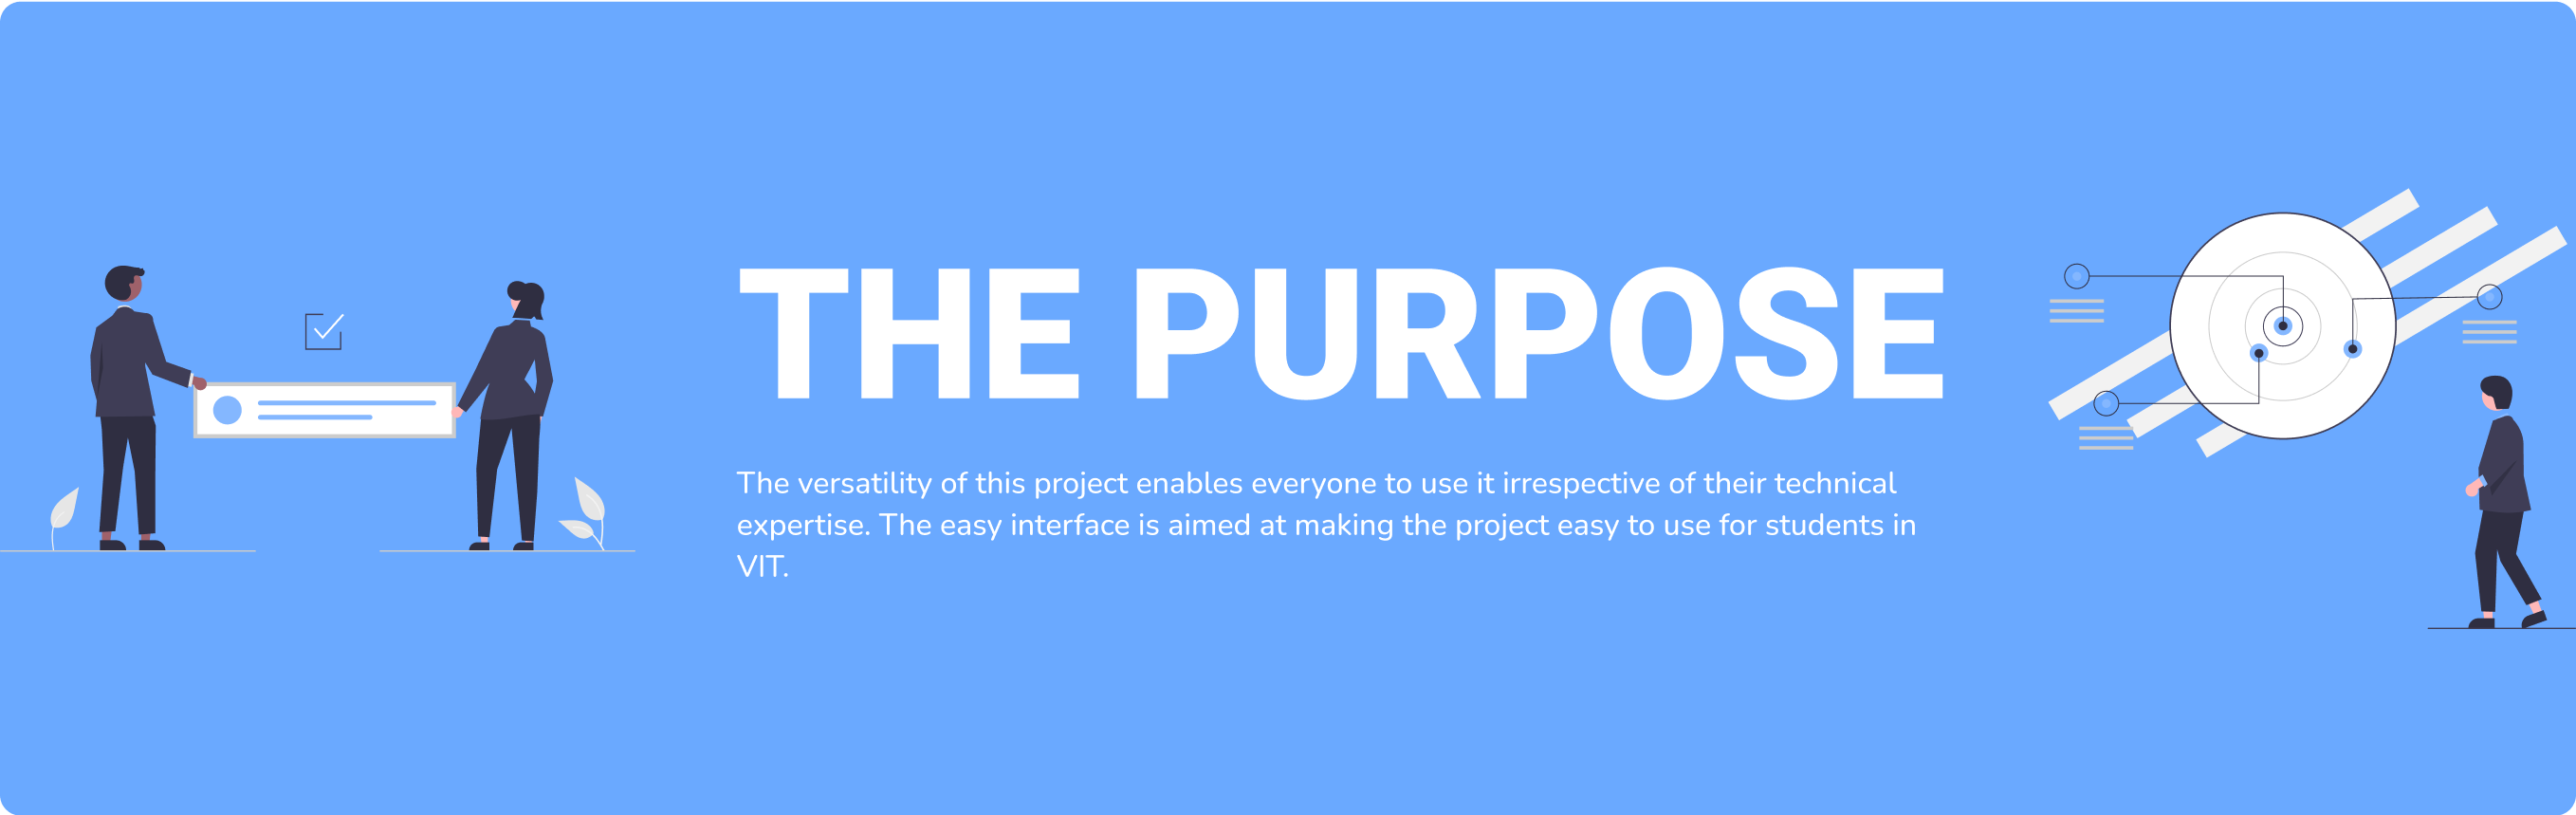 THE PURPOSE
The versatility of this project enables everyone to use it irrespective of their technical
expertise. The easy interface is aimed at making the project easy to use for students in
VIT.